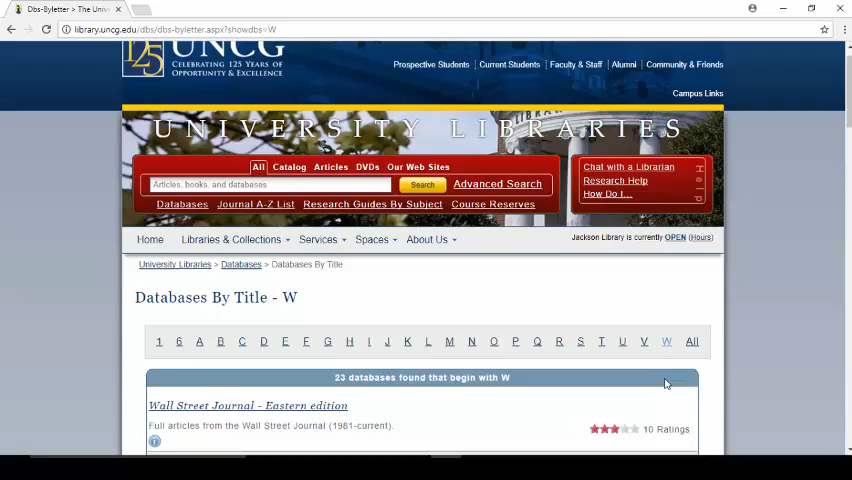 Dbs-Byletter > The Unive
library.uncg.edu/dbs/dbs-byletter.aspx?showdbs=W
125 UNCG
CELEBRATING 125 YEARS OF
OPPORTUNITY & EXCELLENCE
Prospective Students Current Students Faculty & Staff Alumni Community & Friends
Campus Links
UNIVERSITY LIBRARIES
All Catalog Articles DVDs Our Web Sites
Articles, books, and databases Search Advanced Search
Databases Journal A-Z List Research Guides By Subject Course Reserves
Chat with a Librarian
Research Help
How Do I...
Help
Home Libraries & Collections Services Spaces About Us Jackson Library is currently OPEN (Hours)
University Libraries > Databases > Databases By Title
Databases By Title - W
1 6 A B C D E F G H I J K L M N O P Q R S T U V W All
23 databases found that begin with W
Wall Street Journal - Eastern edition
Full articles from the Wall Street Journal (1981-current).
10 Ratings